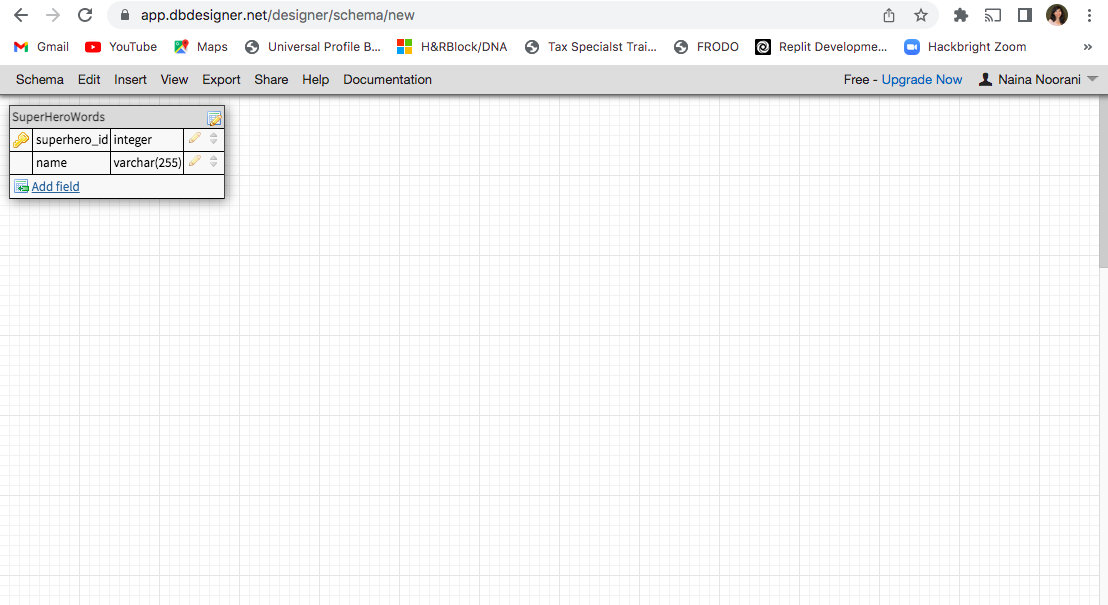 app.dbdesigner.net/designer/schema/new
Gmail YouTube Maps Universal Profile B... H&RBlock/DNA Tax Specialst Trai... FRODO Replit Developme... Hackbright Zoom »
Schema Edit Insert View Export Share Help Documentation Free - Upgrade Now Naina Noorani
SuperHeroWords
superhero_id integer
name varchar(255)
Add field